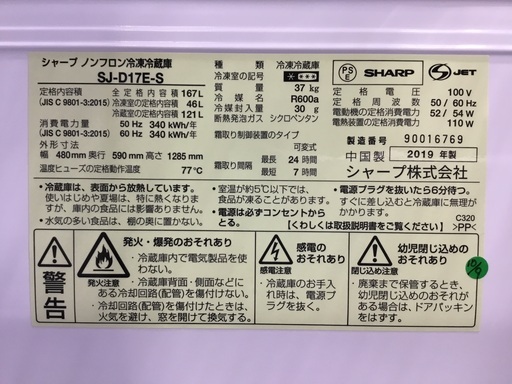 シャープ ノンフロン冷凍冷蔵庫
SJ-D17E-S
定格内容積 全定格内容積 167L
(JIS C 9801-3:2015) 冷凍室の定格内容積 46L
冷蔵室の定格内容積 121L
消費電力量 50 Hz 340 kWh/年
(JIS C 9801-3:2015) 60 Hz 340 kWh/年
外形寸法
幅 480mm 奥行 590mm 高さ 1285mm
温度ヒューズの定格動作温度 77℃
種類 冷凍冷蔵庫
冷凍室の記号
質量 37 kg
冷媒 R600a
冷媒封入量 30 g
断熱発泡ガス シクロペンタン
霜取り制御装置のタイプ
可変式
霜取り間隔 最長 24 時間
最短 7 時間
PS
E
SHARP
JET
定格電圧 100 V
定格周波数 50 / 60 Hz
電動機の定格消費電力 52 / 54 W
電熱装置の定格消費電力 110 W
製造番号 90016769
中国製 2019 年製
シャープ株式会社
・冷蔵庫は、表面から放熱しています。
使いはじめや夏場は、特に熱くなりますが、庫内の食品には影響ありません。
・水気の多い食品は、棚の奥に置かない。
・室温が約5℃以下では、食品が凍ることがあります。
・電源は必ずコンセントからとる。
・電源プラグを抜いたら6分待つ。
すぐに差し込むと冷蔵庫に無理がかかります。
【くわしくは取扱説明書をご覧ください】
C320
>PP<
警告
発火・爆発のおそれあり
発火注意
・冷蔵庫内で電気製品を使わない。
・冷蔵庫背面・側面などにある冷却回路(配管)を傷付けない。
・冷却回路(配管)を傷付けたときは、火気を避け、窓を開けて換気する。
感電のおそれあり
感電注意
・冷蔵庫のお手入れ時は、電源プラグを抜く。
幼児閉じ込めのおそれあり
閉じ込め注意
・廃棄まで保管するときで、幼児閉じ込めのおそれがある場合は、ドアパッキンをはずす。